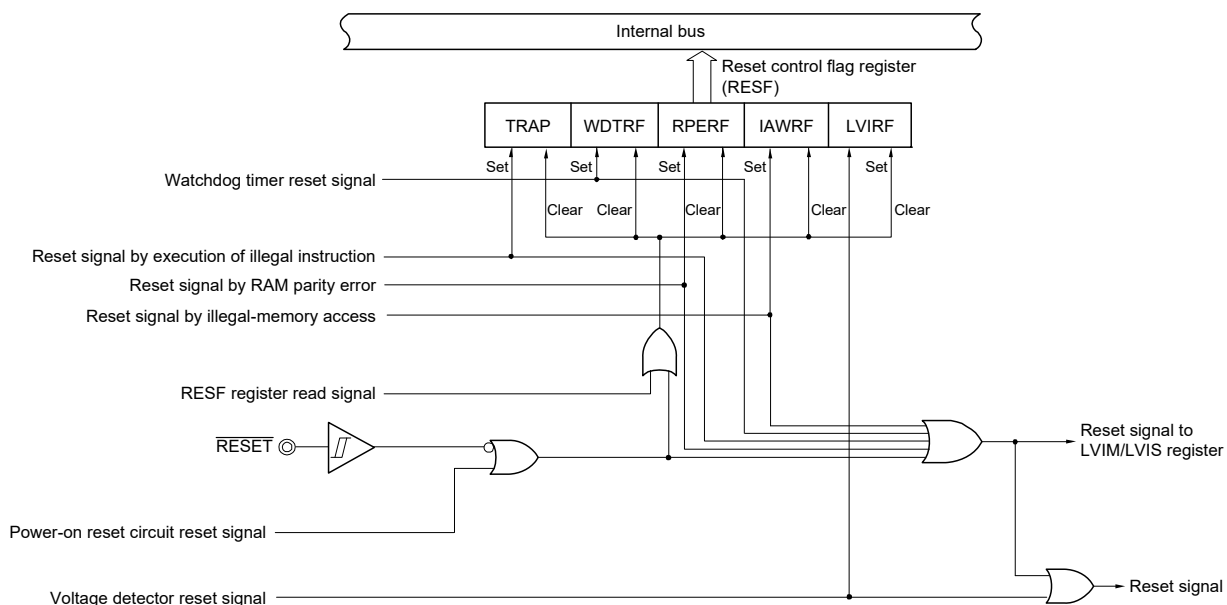 Internal bus
Reset control flag register
(RESF)
TRAP WDTRF RPERF IAWRF LVIRF
Set Set Set Set Set
Watchdog timer reset signal
Clear Clear Clear Clear Clear
Reset signal by execution of illegal instruction
Reset signal by RAM parity error
Reset signal by illegal-memory access
RESF register read signal
RESET
Reset signal to
LVIM/LVIS register
Power-on reset circuit reset signal
Reset signal
Voltage detector reset signal